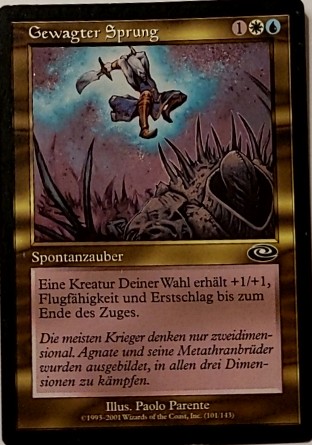 Gewagter Sprung 1
Spontanzauber
Eine Kreatur Deiner Wahl erhält +1/+1,
Flugfähigkeit und Erstschlag bis zum
Ende des Zuges.
Die meisten Krieger denken nur zweidimen-
sional. Agnate und seine Metathranbrüder
wurden ausgebildet, in allen drei Dimen-
sionen zu kämpfen.
Illus. Paolo Parente
©1993-2001 Wizards of the Coast, Inc. (101/143)